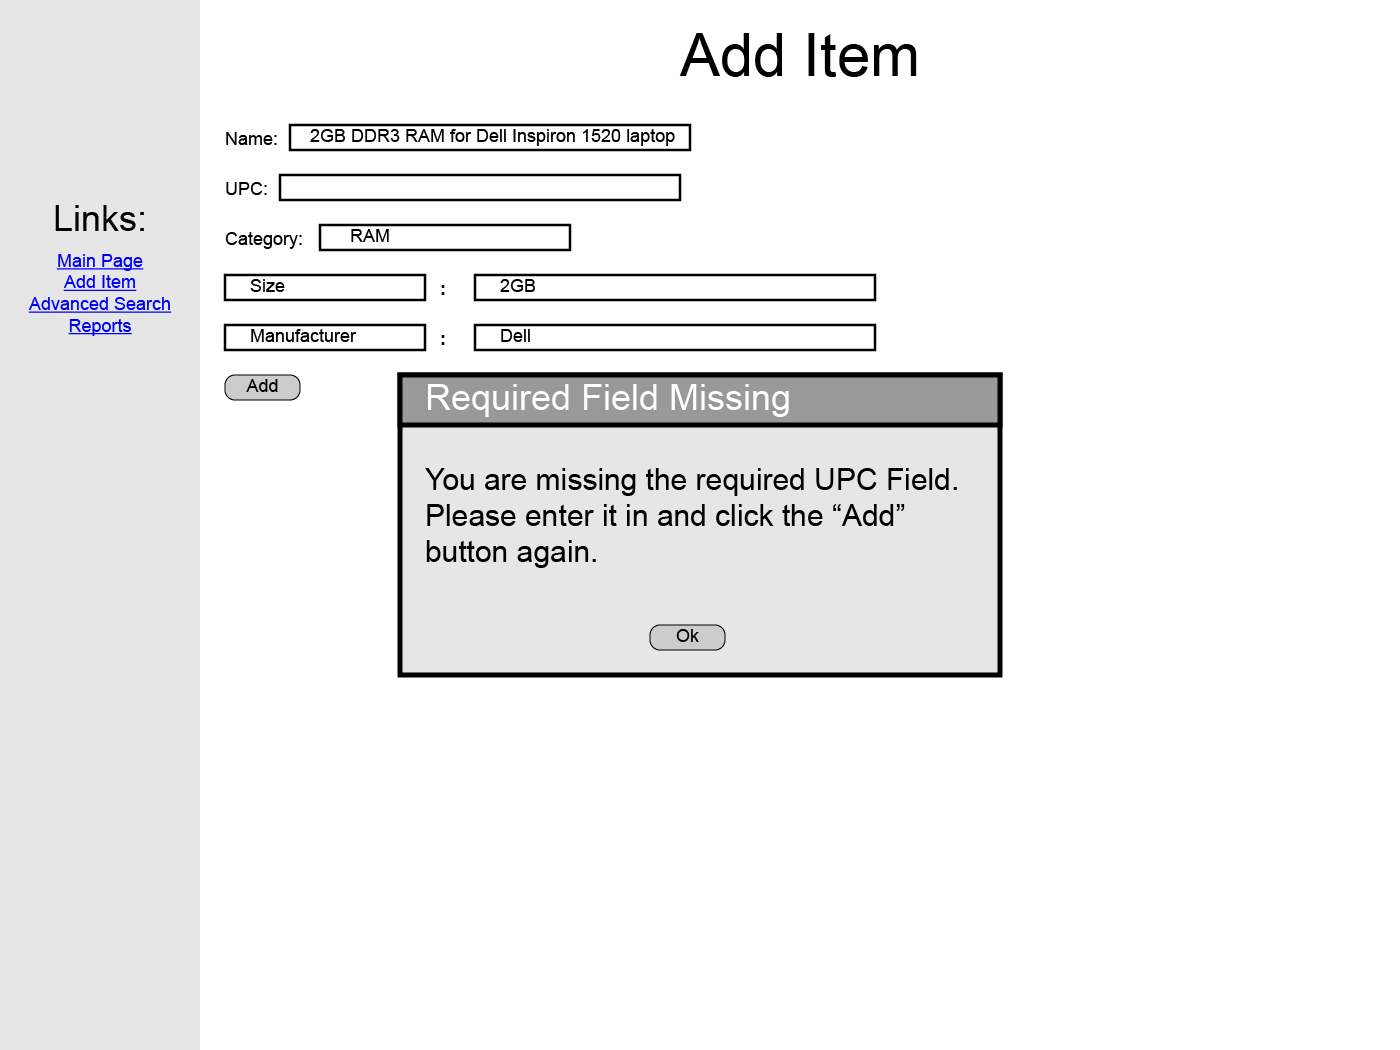 Add Item
Name: 2GB DDR3 RAM for Dell Inspiron 1520 laptop
UPC:
Links:
Category: RAM
Main Page
Add Item
Advanced Search
Reports
Size : 2GB
Manufacturer : Dell
Add
Required Field Missing
You are missing the required UPC Field.
Please enter it in and click the “Add”
button again.
Ok